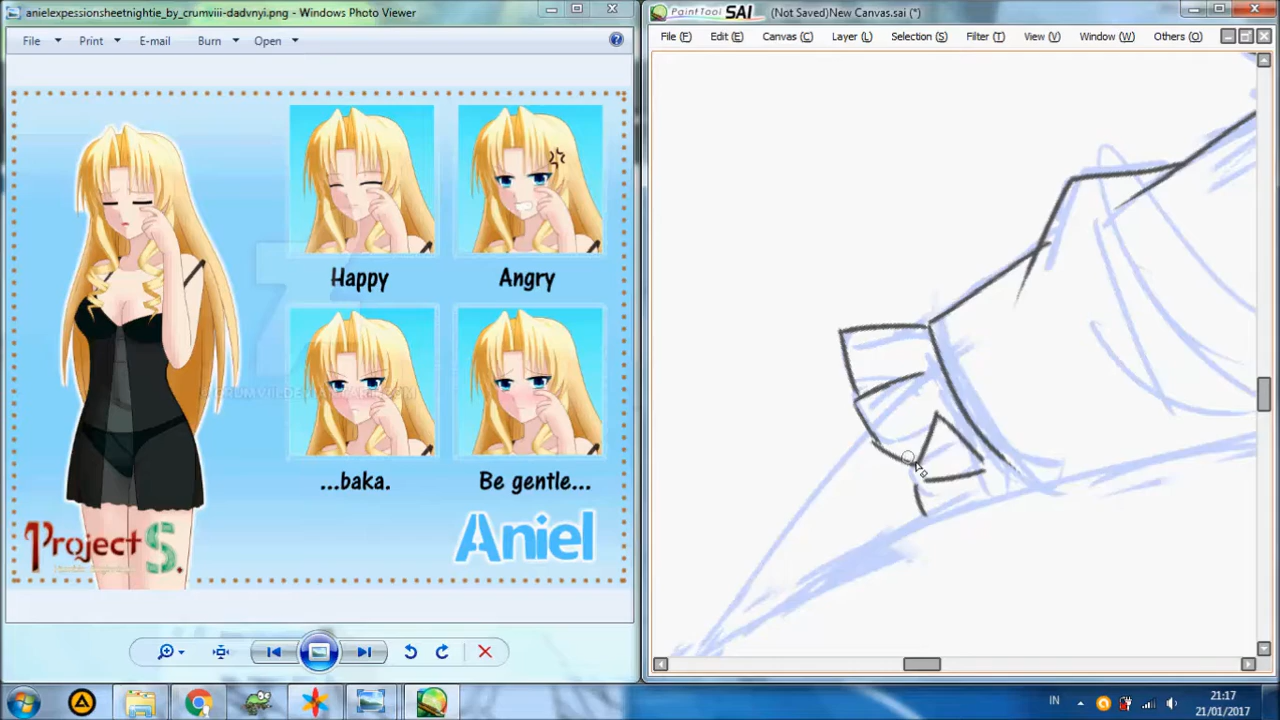 anielexpessionsheetnightie_by_crumviii-dadvnyi.png - Windows Photo Viewer
File Print E-mail Burn Open
Happy
Angry
...baka.
Be gentle...
Project S.
Aniel
PaintTool SAI (Not Saved)New Canvas.sai (*)
File (F) Edit (E) Canvas (C) Layer (L) Selection (S) Filter (T) View (V) Window (W) Others (O)
IN
21:17
21/01/2017